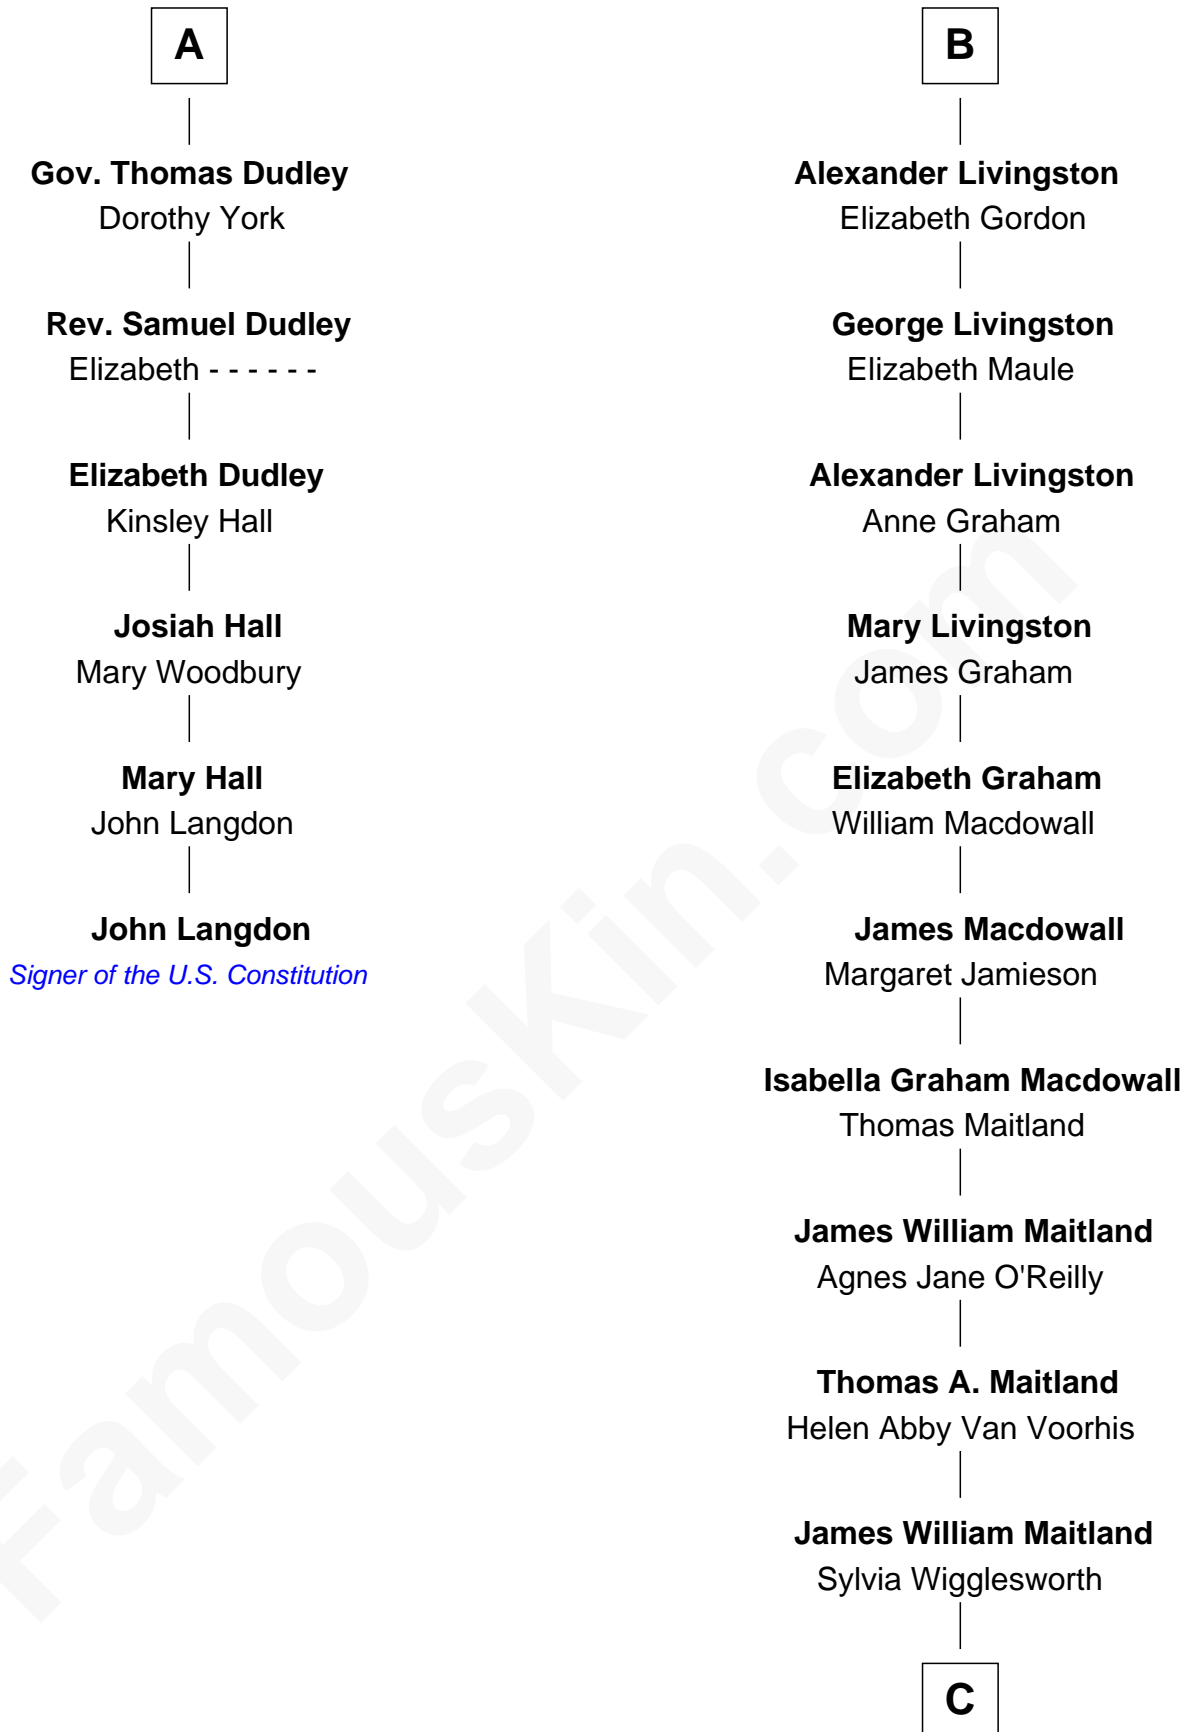 A
Gov. Thomas Dudley
Dorothy York
Rev. Samuel Dudley
Elizabeth - - - - - -
Elizabeth Dudley
Kinsley Hall
Josiah Hall
Mary Woodbury
Mary Hall
John Langdon
John Langdon
Signer of the U.S. Constitution
B
Alexander Livingston
Elizabeth Gordon
George Livingston
Elizabeth Maule
Alexander Livingston
Anne Graham
Mary Livingston
James Graham
Elizabeth Graham
William Macdowall
James Macdowall
Margaret Jamieson
Isabella Graham Macdowall
Thomas Maitland
James William Maitland
Agnes Jane O'Reilly
Thomas A. Maitland
Helen Abby Van Voorhis
James William Maitland
Sylvia Wigglesworth
C
FamousKin.com